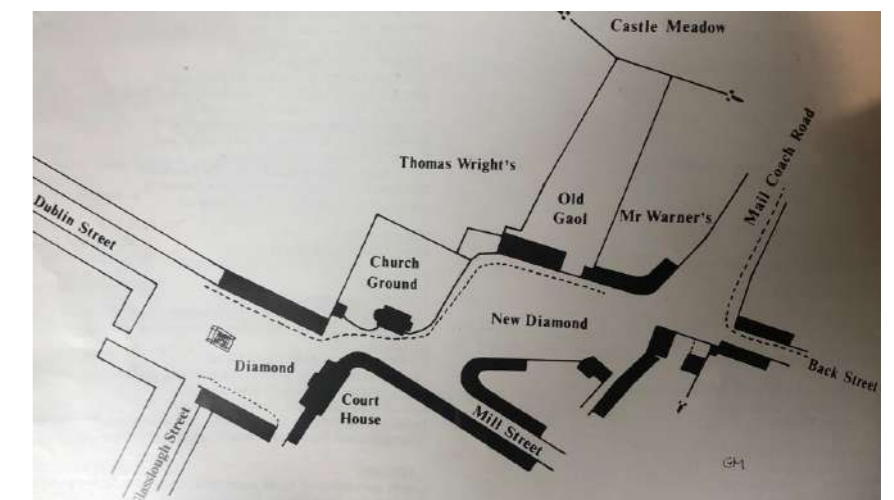 Castle Meadow
Mail Coach Road
Thomas Wright's
Old
Gaol
Mr Warner's
Dublin Street
Church
Ground
New Diamond
Diamond
Court
House
Mill Street
Back Street
Glasslough Street
GM